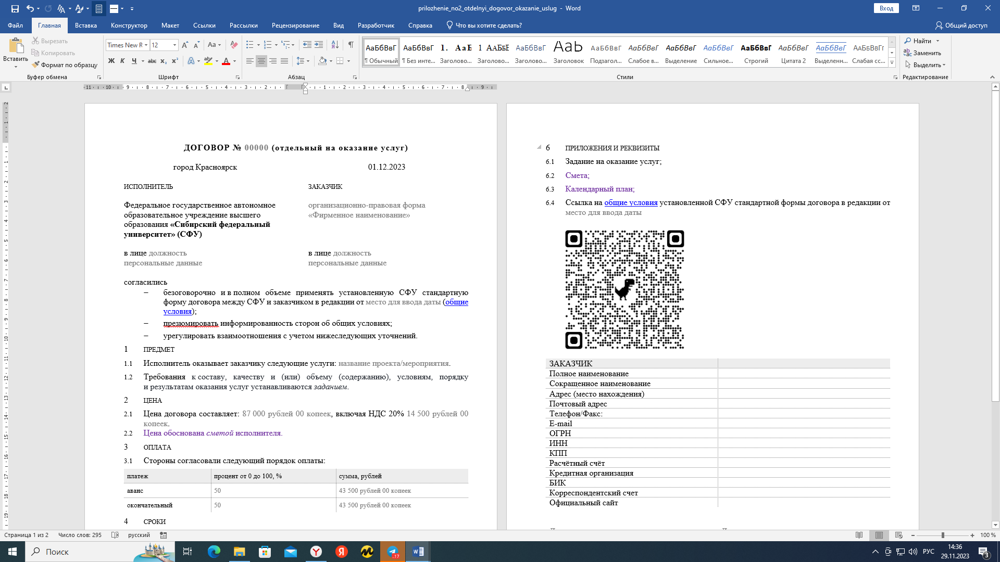 prilozhenie_no2_otdelnyi_dogovor_okazanie_uslug - Word
Вход
Файл Главная Вставка Конструктор Макет Ссылки Рассылки Рецензирование Вид Разработчик Справка Что вы хотите сделать? Общий доступ
Вставить
Вырезать
Копировать
Формат по образцу
Буфер обмена
Times New R 12
Ж К Ч abc x₂ x²
Шрифт
Абзац
АаБбВвГ АаБбВвГ 1. АаБ 1 ААББЕ АаБбВвГ АаЬ АаБбВвГ АаБбВвГ АаБбВвГ АаБбВвГ АаБбВвГ АаБбВвГ АаБбВвГ ААБбВвГг
¶ Обычный ¶ Без инте... Заголово... Заголово... Заголово... Заголовок Подзагол... Слабое в... Выделение Сильное... Строгий Цитата 2 Выделенн... Слабая сс...
Стили
Найти
Заменить
Выделить
Редактирование
ДОГОВОР № 00000 (отдельный на оказание услуг)
город Красноярск 01.12.2023
ИСПОЛНИТЕЛЬ ЗАКАЗЧИК
Федеральное государственное автономное
образовательное учреждение высшего
образования «Сибирский федеральный
университет» (СФУ)
организационно-правовая форма
«Фирменное наименование»
в лице должность
персональные данные
в лице должность
персональные данные
согласились
– безоговорочно и в полном объеме применять установленную СФУ стандартную
форму договора между СФУ и заказчиком в редакции от место для ввода даты (общие
условия);
– презюмировать информированность сторон об общих условиях;
– урегулировать взаимоотношения с учетом нижеследующих уточнений.
1 ПРЕДМЕТ
1.1 Исполнитель оказывает заказчику следующие услуги: название проекта/мероприятия.
1.2 Требования к составу, качеству и (или) объему (содержанию), условиям, порядку
и результатам оказания услуг устанавливаются заданием.
2 ЦЕНА
2.1 Цена договора составляет: 87 000 рублей 00 копеек, включая НДС 20% 14 500 рублей 00
копеек.
2.2 Цена обоснована сметой исполнителя.
3 ОПЛАТА
3.1 Стороны согласовали следующий порядок оплаты:
платеж процент от 0 до 100, % сумма, рублей
аванс 50 43 500 рублей 00 копеек
окончательный 50 43 500 рублей 00 копеек
4 СРОКИ
6 ПРИЛОЖЕНИЯ И РЕКВИЗИТЫ
6.1 Задание на оказание услуг;
6.2 Смета;
6.3 Календарный план;
6.4 Ссылка на общие условия установленной СФУ стандартной формы договора в редакции от
место для ввода даты
ЗАКАЗЧИК
Полное наименование
Сокращенное наименование
Адрес (место нахождения)
Почтовый адрес
Телефон/Факс:
E-mail
ОГРН
ИНН
КПП
Расчётный счёт
Кредитная организация
БИК
Корреспондентский счет
Официальный сайт
Страница 1 из 2 Число слов: 295 русский 100 %
Поиск
17
РУС
14:36
29.11.2023
3